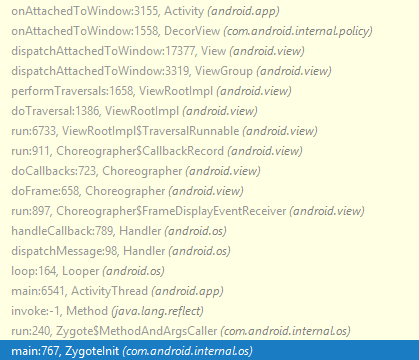 onAttachedToWindow:3155, Activity (android.app)
onAttachedToWindow:1558, DecorView (com.android.internal.policy)
dispatchAttachedToWindow:17377, View (android.view)
dispatchAttachedToWindow:3319, ViewGroup (android.view)
performTraversals:1658, ViewRootImpl (android.view)
doTraversal:1386, ViewRootImpl (android.view)
run:6733, ViewRootImpl$TraversalRunnable (android.view)
run:911, Choreographer$CallbackRecord (android.view)
doCallbacks:723, Choreographer (android.view)
doFrame:658, Choreographer (android.view)
run:897, Choreographer$FrameDisplayEventReceiver (android.view)
handleCallback:789, Handler (android.os)
dispatchMessage:98, Handler (android.os)
loop:164, Looper (android.os)
main:6541, ActivityThread (android.app)
invoke:-1, Method (java.lang.reflect)
run:240, Zygote$MethodAndArgsCaller (com.android.internal.os)
main:767, ZygoteInit (com.android.internal.os)